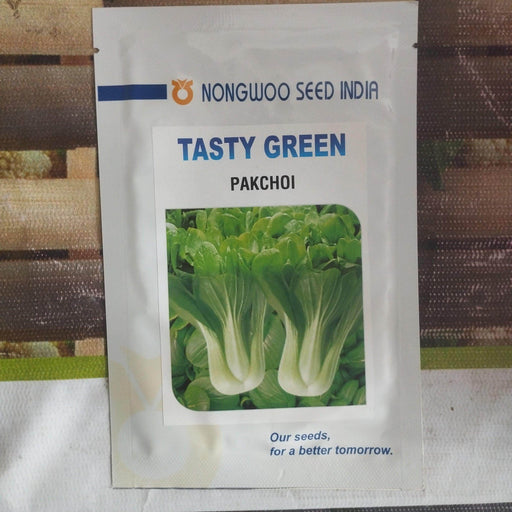 NONGWOO SEED INDIA
TASTY GREEN
PAKCHOI
Our seeds,
for a better tomorrow.